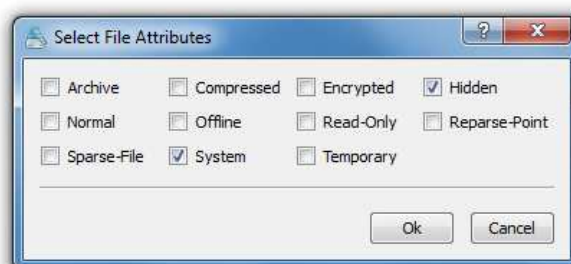 Select File Attributes
Archive Compressed Encrypted Hidden
Normal Offline Read-Only Reparse-Point
Sparse-File System Temporary
Ok Cancel